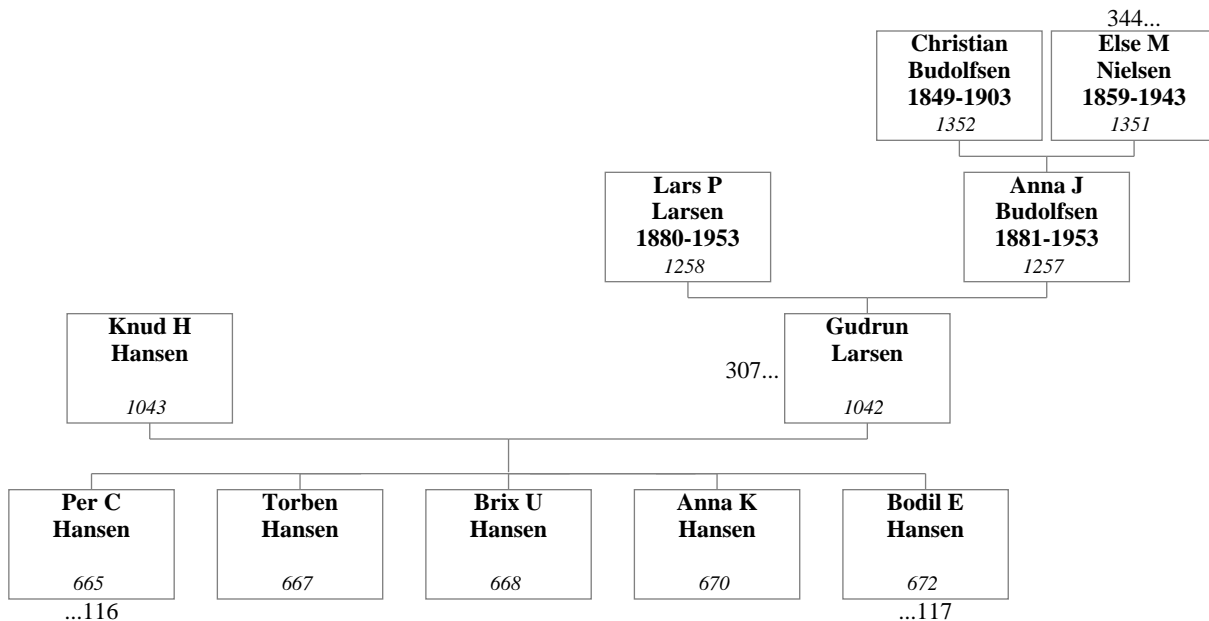 344...
Christian
Budolfsen
1849-1903
1352
Else M
Nielsen
1859-1943
1351
Lars P
Larsen
1880-1953
1258
Anna J
Budolfsen
1881-1953
1257
Knud H
Hansen
1043
307...
Gudrun
Larsen
1042
Per C
Hansen
665
...116
Torben
Hansen
667
Brix U
Hansen
668
Anna K
Hansen
670
Bodil E
Hansen
672
...117